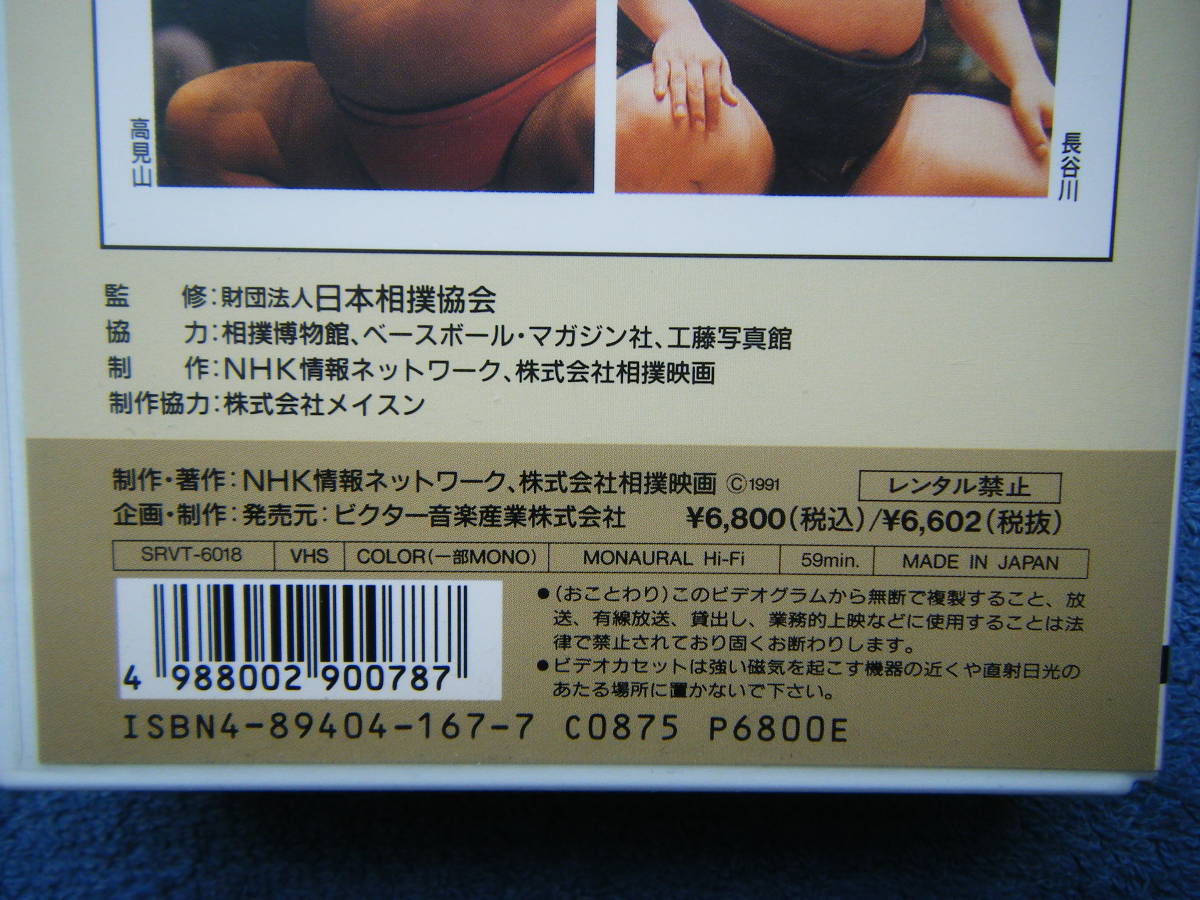 高見山
長谷川
監　修：財団法人日本相撲協会
協　力：相撲博物館、ベースボール・マガジン社、工藤写真館
制　作：NHK情報ネットワーク、株式会社相撲映画
制作協力：株式会社メイスン
制作・著作：NHK情報ネットワーク、株式会社相撲映画 ©1991 レンタル禁止
企画・制作：発売元：ビクター音楽産業株式会社 ¥6,800（税込）/¥6,602（税抜）
SRVT-6018 VHS COLOR（一部MONO） MONAURAL Hi-Fi 59min. MADE IN JAPAN
●（おことわり）このビデオグラムから無断で複製すること、放
送、有線放送、貸出し、業務的上映などに使用することは法
律で禁止されており固くお断わりします。
●ビデオカセットは強い磁気を起こす機器の近くや直射日光の
あたる場所に置かないで下さい。
4 988002 900787
ISBN4-89404-167-7 C0875 P6800E